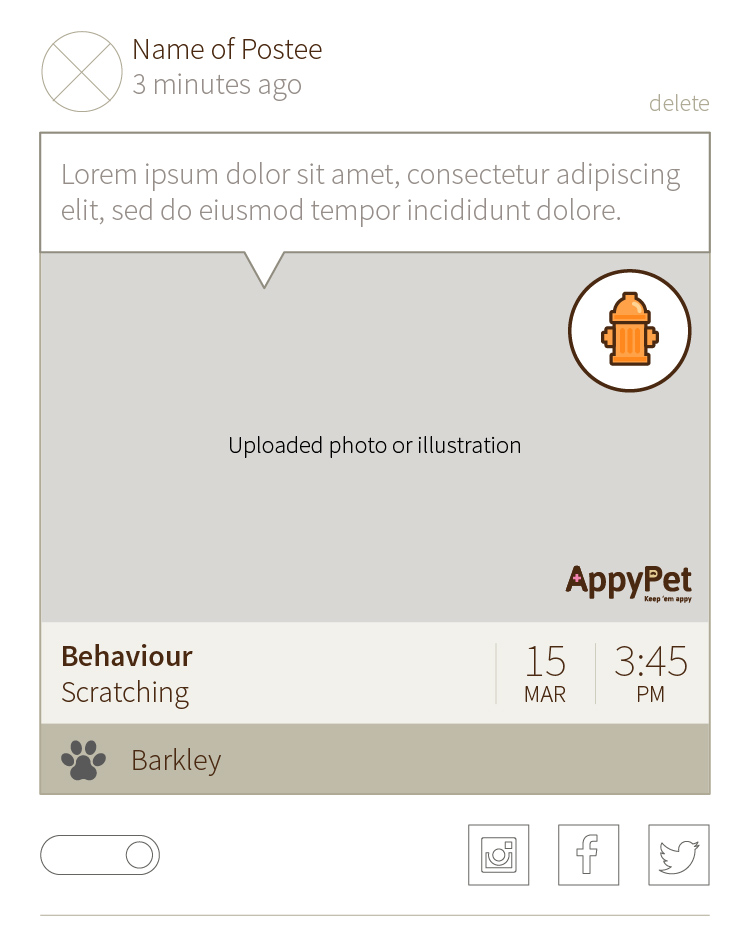 Name of Postee
3 minutes ago
delete
Lorem ipsum dolor sit amet, consectetur adipiscing
elit, sed do eiusmod tempor incididunt dolore.
Uploaded photo or illustration
AppyPet
Keep 'em appy
Behaviour
Scratching
15
MAR
3:45
PM
Barkley